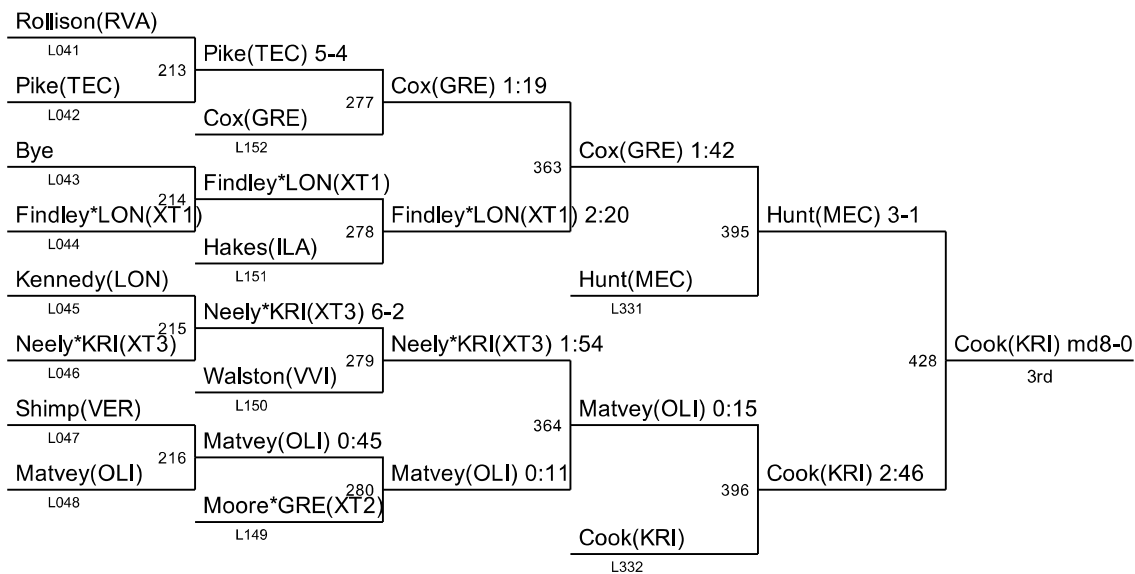 Rollison(RVA)
L041
213
Pike(TEC) 5-4
Pike(TEC)
L042
277
Cox(GRE) 1:19
Cox(GRE)
L152
Bye
L043
363
Cox(GRE) 1:42
214
Findley*LON(XT1)
Findley*LON(XT1)
L044
278
Findley*LON(XT1) 2:20
395
Hunt(MEC) 3-1
Hakes(ILA)
L151
Kennedy(LON)
L045
Hunt(MEC)
L331
215
Neely*KRI(XT3) 6-2
Neely*KRI(XT3)
L046
279
Neely*KRI(XT3) 1:54
428
Cook(KRI) md8-0
3rd
Walston(VVI)
L150
Shimp(VER)
L047
364
Matvey(OLI) 0:15
216
Matvey(OLI) 0:45
Matvey(OLI)
L048
280
Matvey(OLI) 0:11
396
Cook(KRI) 2:46
Moore*GRE(XT2)
L149
Cook(KRI)
L332